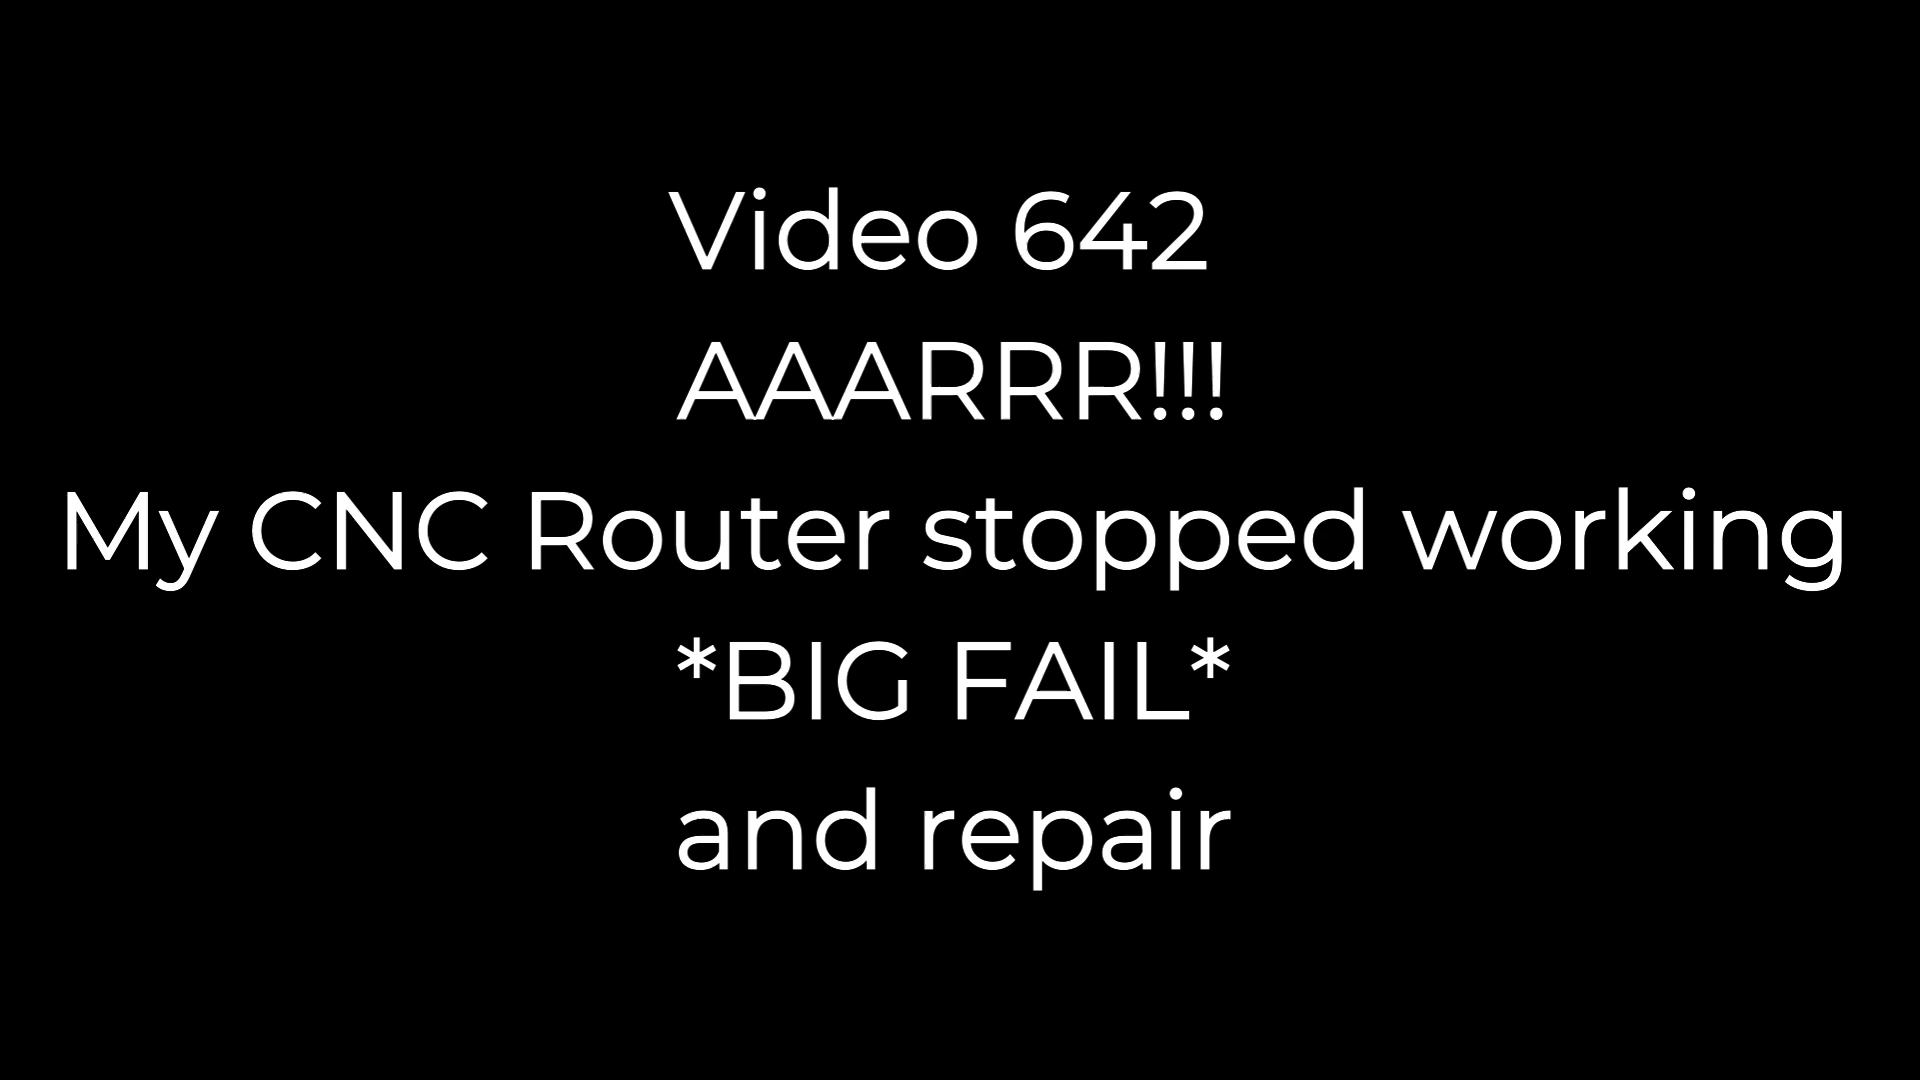 Video 642
AAARRR!!!
My CNC Router stopped working
*BIG FAIL*
and repair